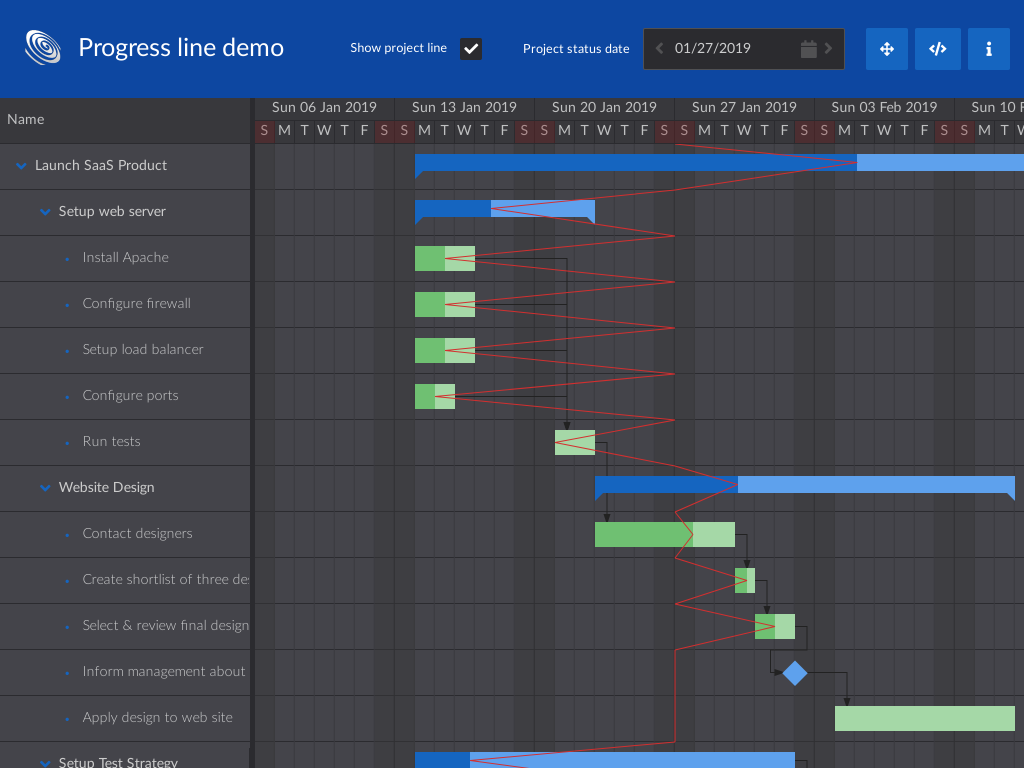 Progress line demo
Show project line
Project status date
01/27/2019
Name
Sun 06 Jan 2019 Sun 13 Jan 2019 Sun 20 Jan 2019 Sun 27 Jan 2019 Sun 03 Feb 2019 Sun 10 F
S M T W T F S S M T W T F S S M T W T F S S M T W T F S S M T W T F S S M T W
Launch SaaS Product
Setup web server
Install Apache
Configure firewall
Setup load balancer
Configure ports
Run tests
Website Design
Contact designers
Create shortlist of three des
Select & review final design
Inform management about
Apply design to web site
Setup Test Strategy